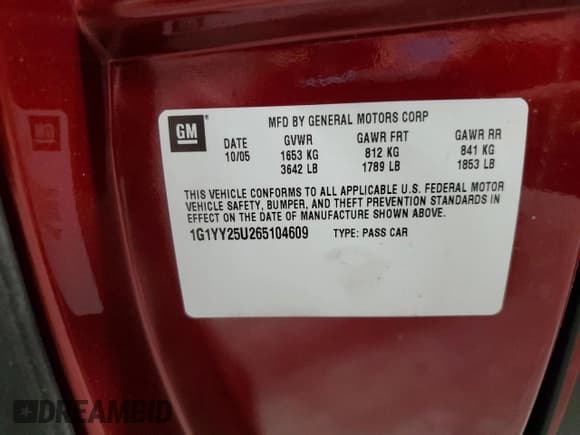 GM
MFD BY GENERAL MOTORS CORP
DATE GVWR GAWR FRT GAWR RR
10/05 1653 KG 812 KG 841 KG
3642 LB 1789 LB 1853 LB
THIS VEHICLE CONFORMS TO ALL APPLICABLE U.S. FEDERAL MOTOR
VEHICLE SAFETY, BUMPER, AND THEFT PREVENTION STANDARDS IN
EFFECT ON THE DATE OF MANUFACTURE SHOWN ABOVE.
1G1YY25U265104609 TYPE: PASS CAR
DREAMBID